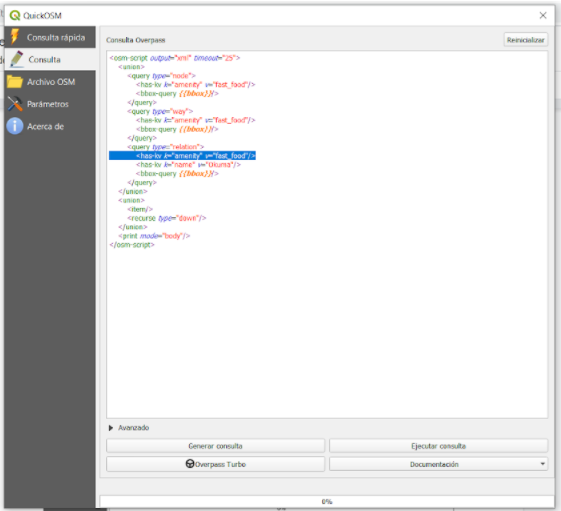 QuickOSM
Consulta rápida
Consulta
Archivo OSM
Parámetros
Acerca de
Consulta Overpass
Reinicializar
<osm-script output="xml" timeout="25">
<union>
<query type="node">
<has-kv k="amenity" v="fast_food"/>
<bbox-query {{bbox}}/>
</query>
<query type="way">
<has-kv k="amenity" v="fast_food"/>
<bbox-query {{bbox}}/>
</query>
<query type="relation">
<has-kv k="amenity" v="fast_food"/>
<has-kv k="name" v="Okuma"/>
<bbox-query {{bbox}}/>
</query>
</union>
<union>
<item/>
<recurse type="down"/>
</union>
<print mode="body"/>
</osm-script>
Avanzado
Generar consulta
Ejecutar consulta
Overpass Turbo
Documentación
0%